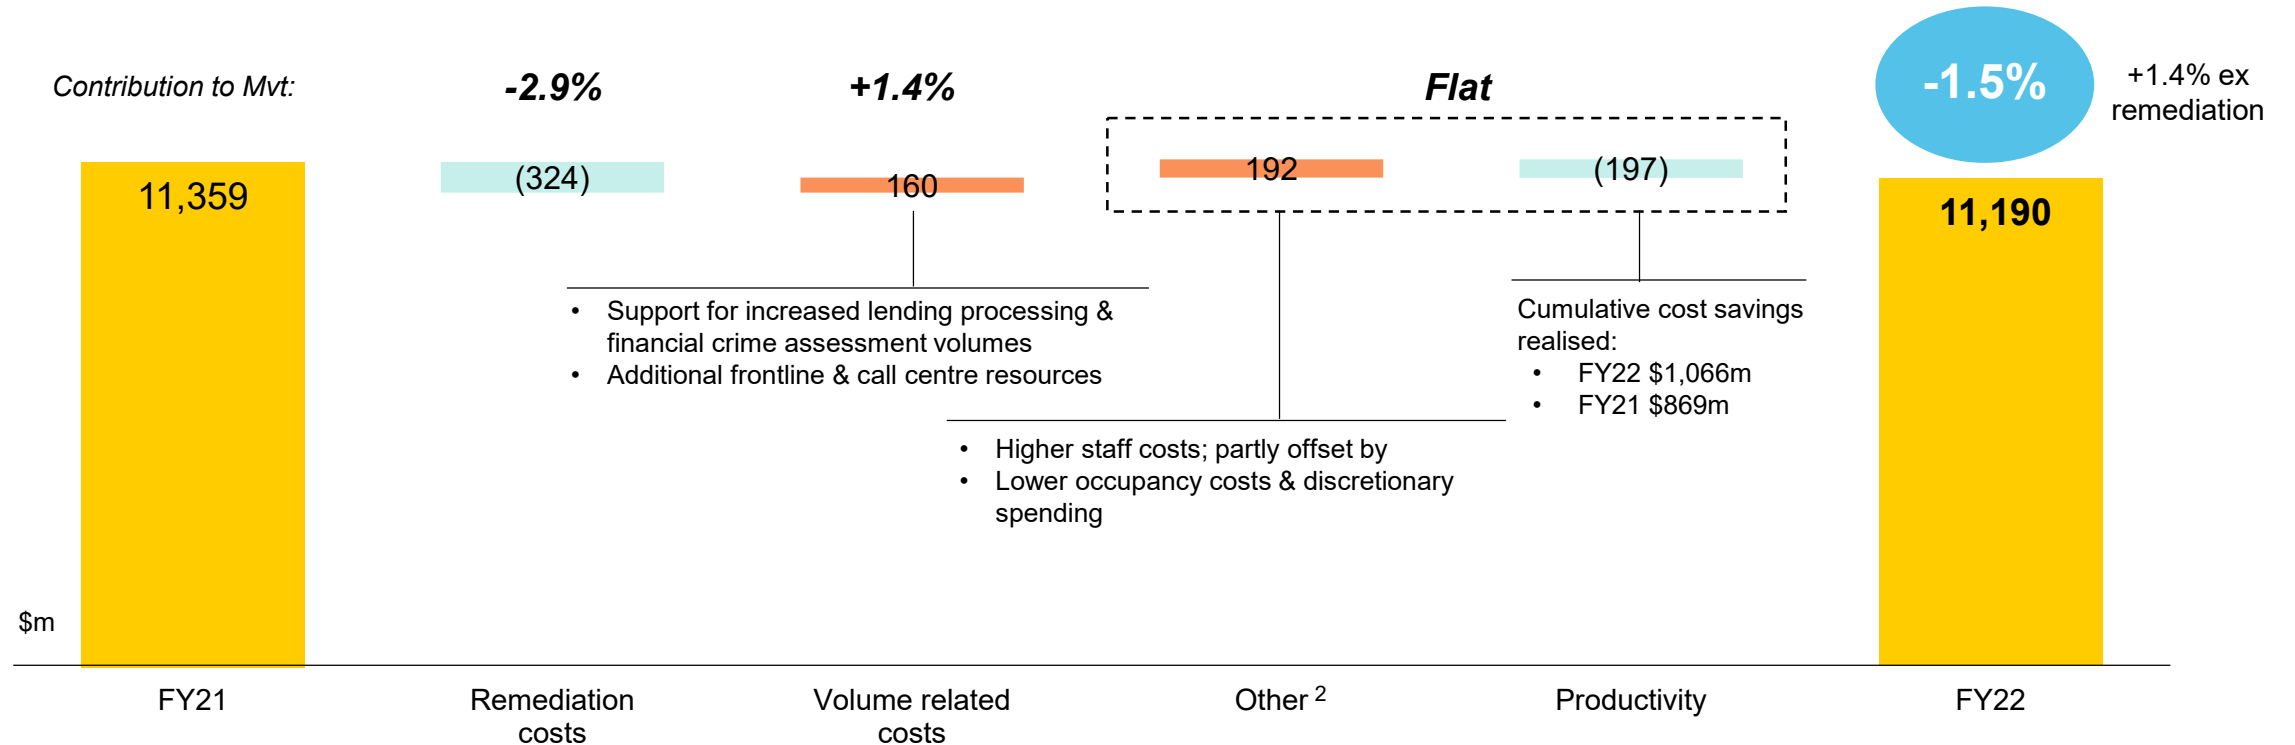 Contribution to Mvt:
-2.9%
+1.4%
Flat
-1.5%
+1.4% ex
remediation
11,359
(324)
160
192
(197)
11,190
• Support for increased lending processing &
financial crime assessment volumes
• Additional frontline & call centre resources
Cumulative cost savings
realised:
• FY22 $1,066m
• FY21 $869m
• Higher staff costs; partly offset by
• Lower occupancy costs & discretionary
spending
$m
FY21
Remediation
costs
Volume related
costs
Other 2
Productivity
FY22